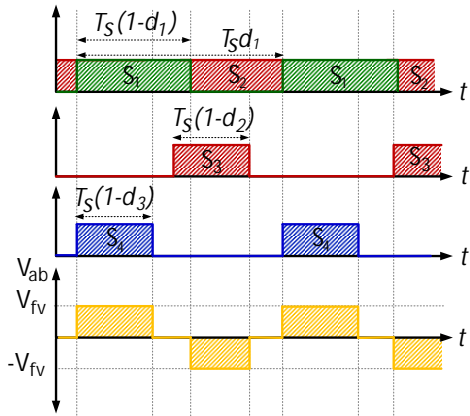 T_S(1-d_1)
T_Sd_1
S_1 S_2 S_1 S_2 t
T_S(1-d_2)
S_3 S_3 t
T_S(1-d_3)
S_4 S_4 t
V_ab
V_fv
t
-V_fv